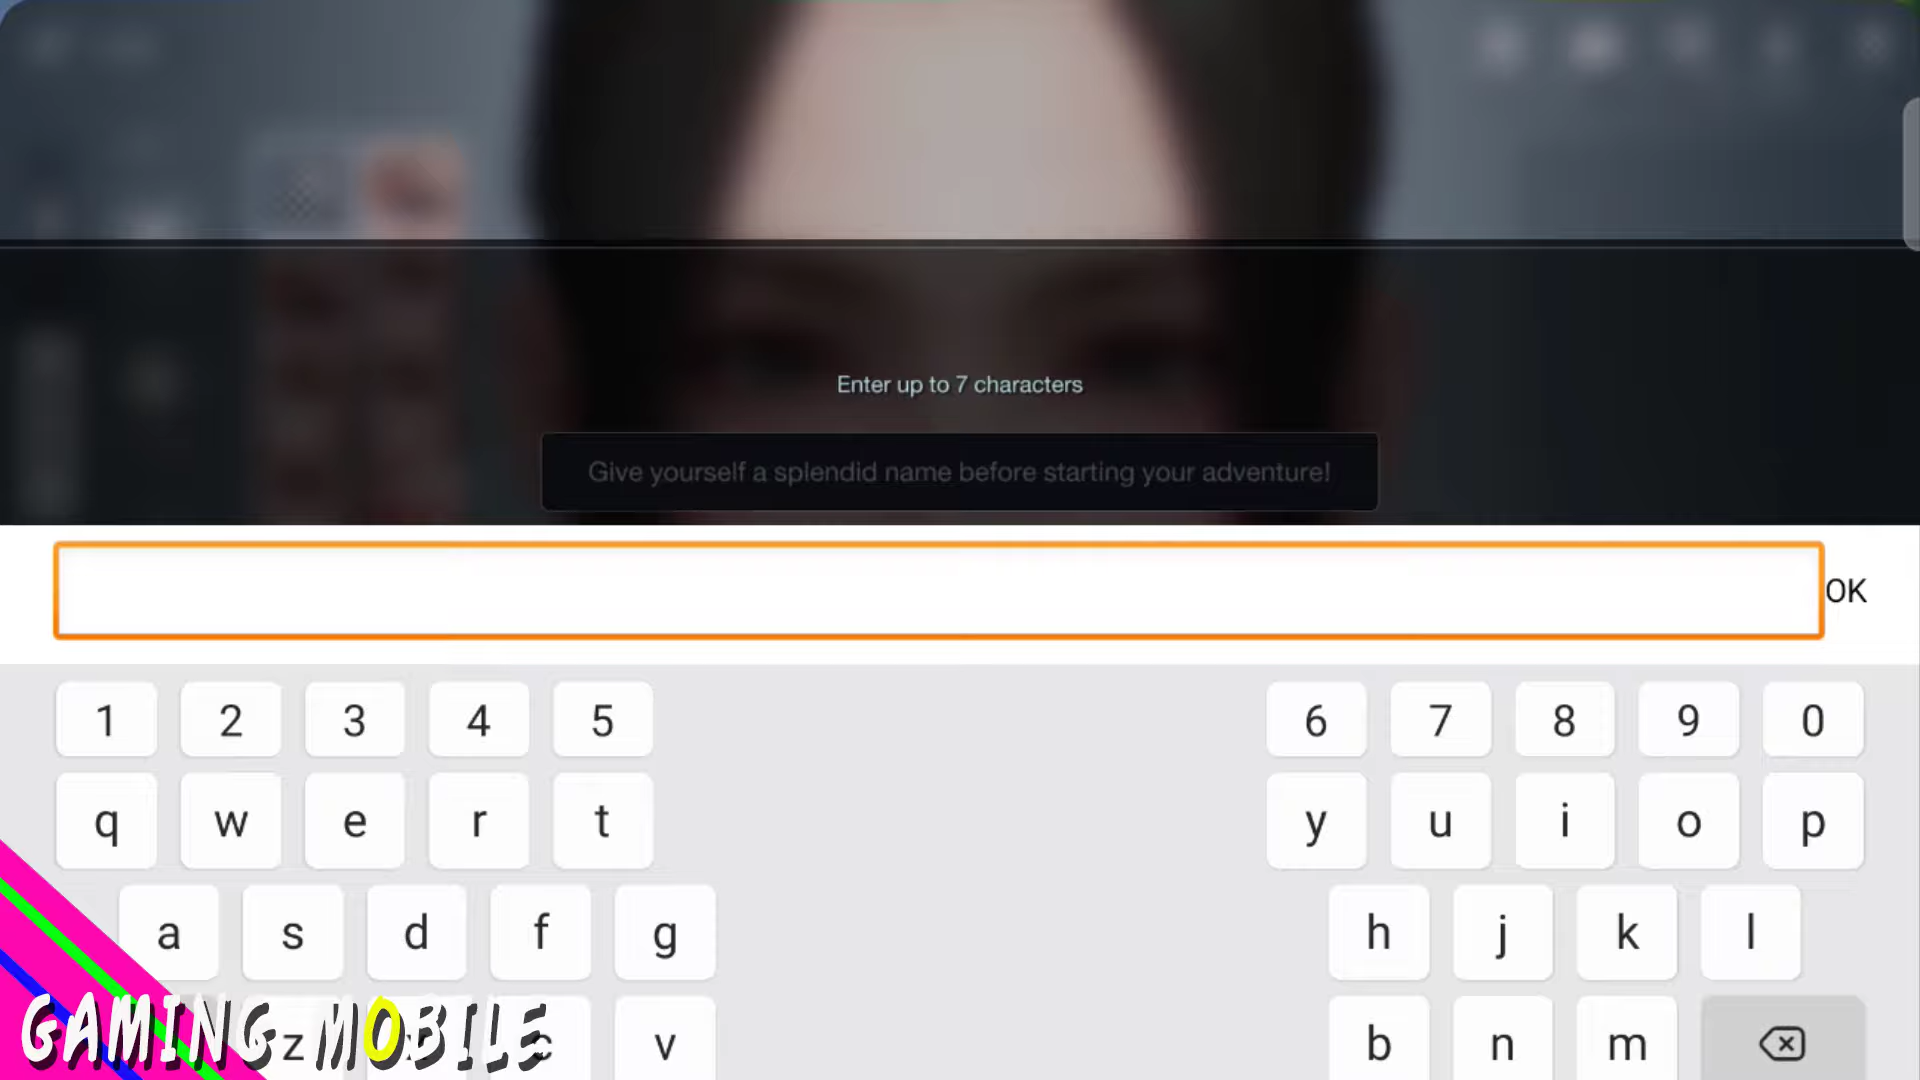 Enter up to 7 characters
Give yourself a splendid name before starting your adventure!
OK
1 2 3 4 5 6 7 8 9 0
q w e r t y u i o p
a s d f g h j k l
z x c v b n m
GAMING MOBILE